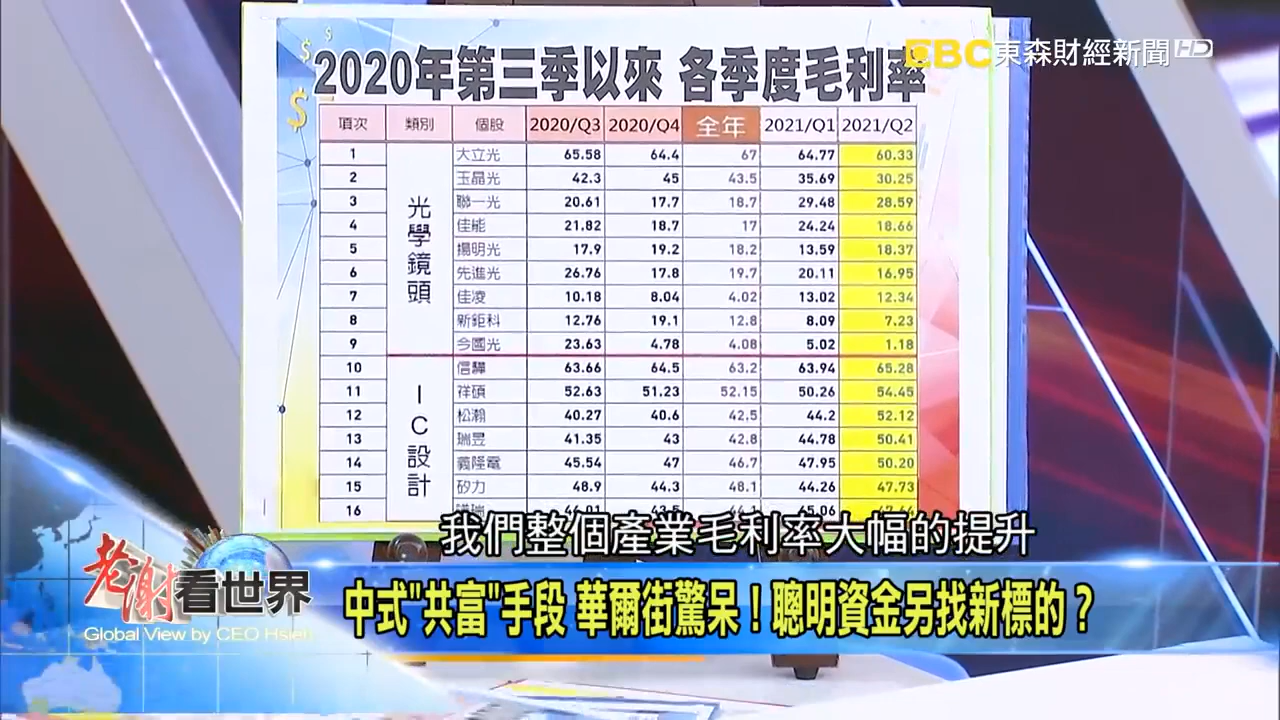 EBC 東森財經新聞 HD
2020年第三季以來 各季度毛利率
項次 類別 個股 2020/Q3 2020/Q4 全年 2021/Q1 2021/Q2
光學鏡頭
1 大立光 65.58 64.4 67 64.77 60.33
2 玉晶光 42.3 45 43.5 35.69 30.25
3 聯一光 20.61 17.7 18.7 29.48 28.59
4 佳能 21.82 18.7 17 24.24 18.66
5 揚明光 17.9 19.2 18.2 13.59 18.37
6 先進光 26.76 17.8 19.7 20.11 16.95
7 佳凌 10.18 8.04 4.02 13.02 12.34
8 新鉅科 12.76 19.1 12.8 8.09 7.23
9 今國光 23.63 4.78 4.08 5.02 1.18
IC設計
10 信驊 63.66 64.5 63.2 63.94 65.28
11 祥碩 52.63 51.23 52.15 50.26 54.45
12 松瀚 40.27 40.6 42.5 44.2 52.12
13 瑞昱 41.35 43 42.8 44.78 50.41
14 義隆電 45.54 47 46.7 47.95 50.20
15 矽力 48.9 44.3 48.1 44.26 47.73
16
我們整個產業毛利率大幅的提升
老謝看世界
Global View by CEO Hsieh
中式"共富"手段 華爾街驚呆！聰明資金另找新標的？